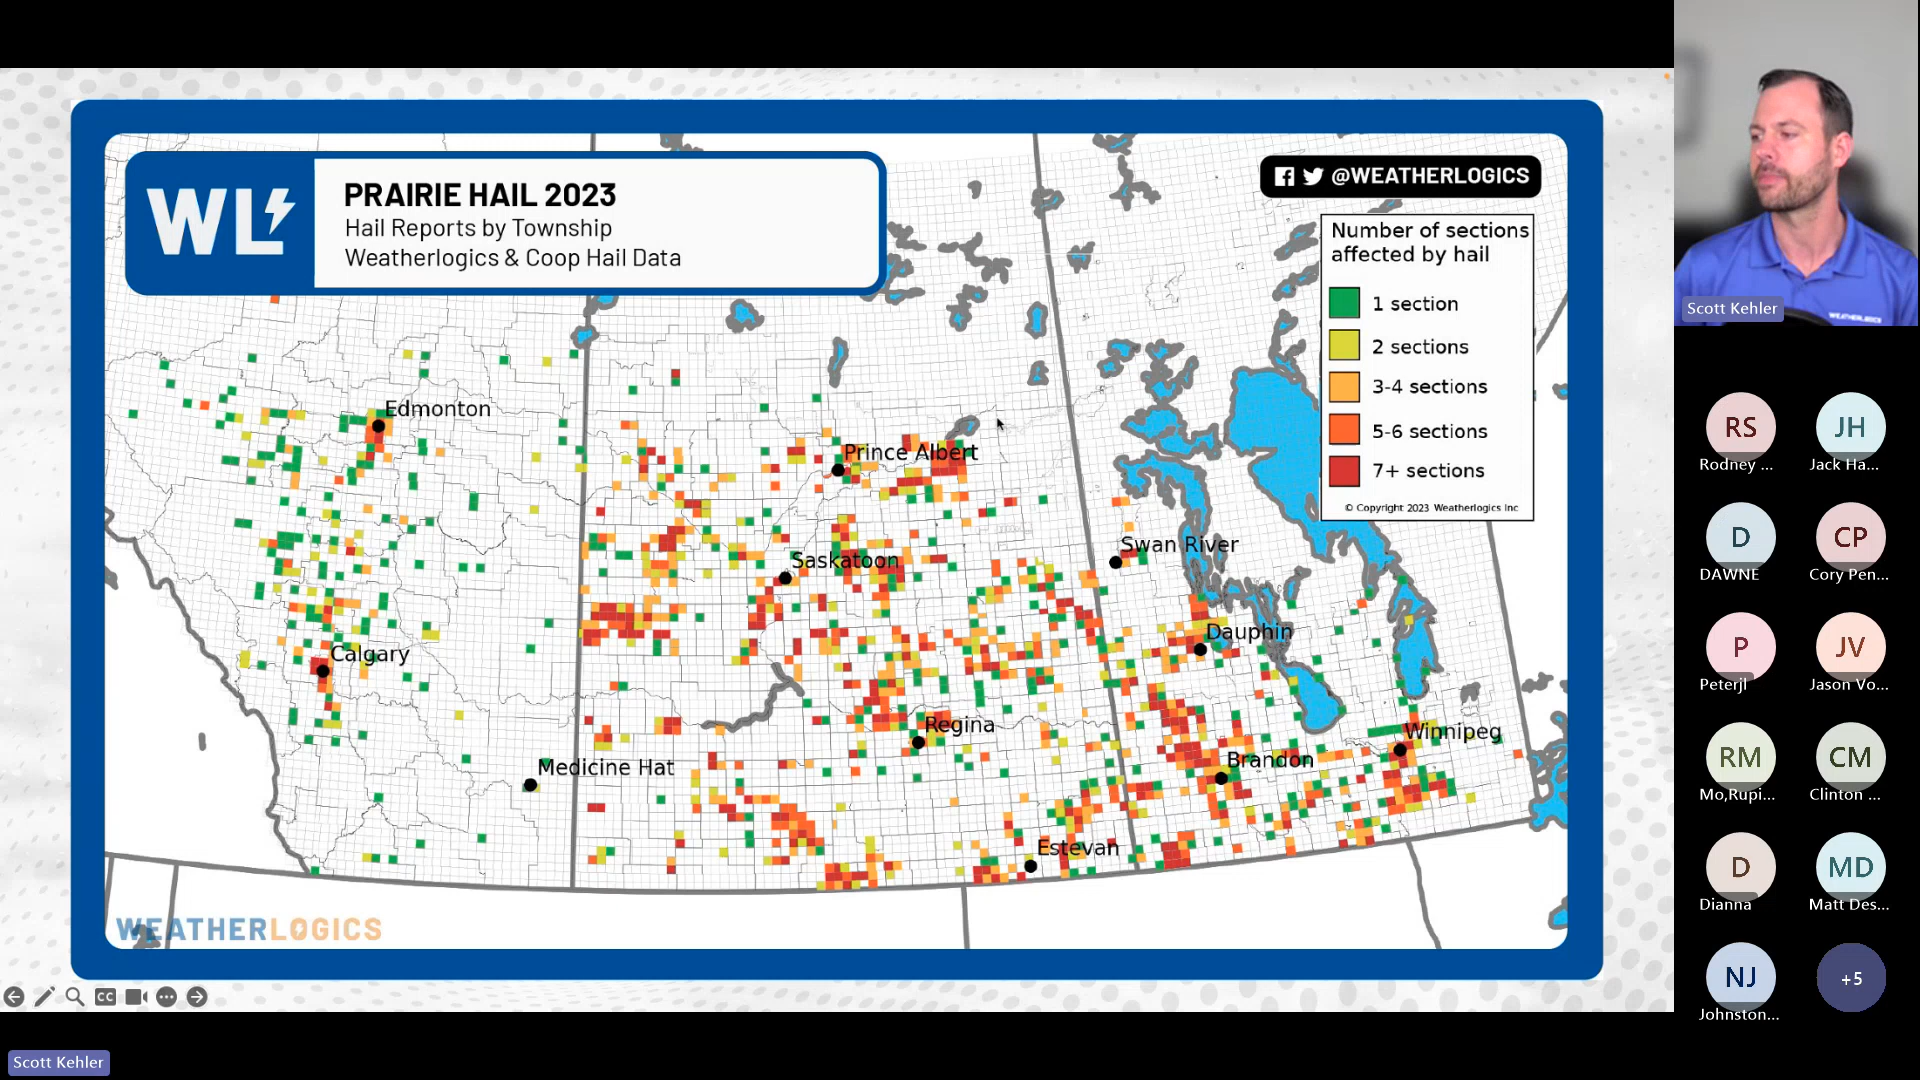 WL
PRAIRIE HAIL 2023
Hail Reports by Township
Weatherlogics & Coop Hail Data
@WEATHERLOGICS
Number of sections
affected by hail
1 section
2 sections
3-4 sections
5-6 sections
7+ sections
© Copyright 2023 Weatherlogics Inc
Edmonton
Prince Albert
Swan River
Saskatoon
Dauphin
Calgary
Regina
Winnipeg
Brandon
Medicine Hat
Estevan
WEATHERLOGICS
CC
Scott Kehler
WEATHERLOGICS
Scott Kehler
RS
JH
Rodney ...
Jack Ha...
D
CP
DAWNE
Cory Pen...
P
JV
Peterjl
Jason Vo...
RM
CM
Mo,Rupi...
Clinton ...
D
MD
Dianna
Matt Des...
NJ
+5
Johnston...